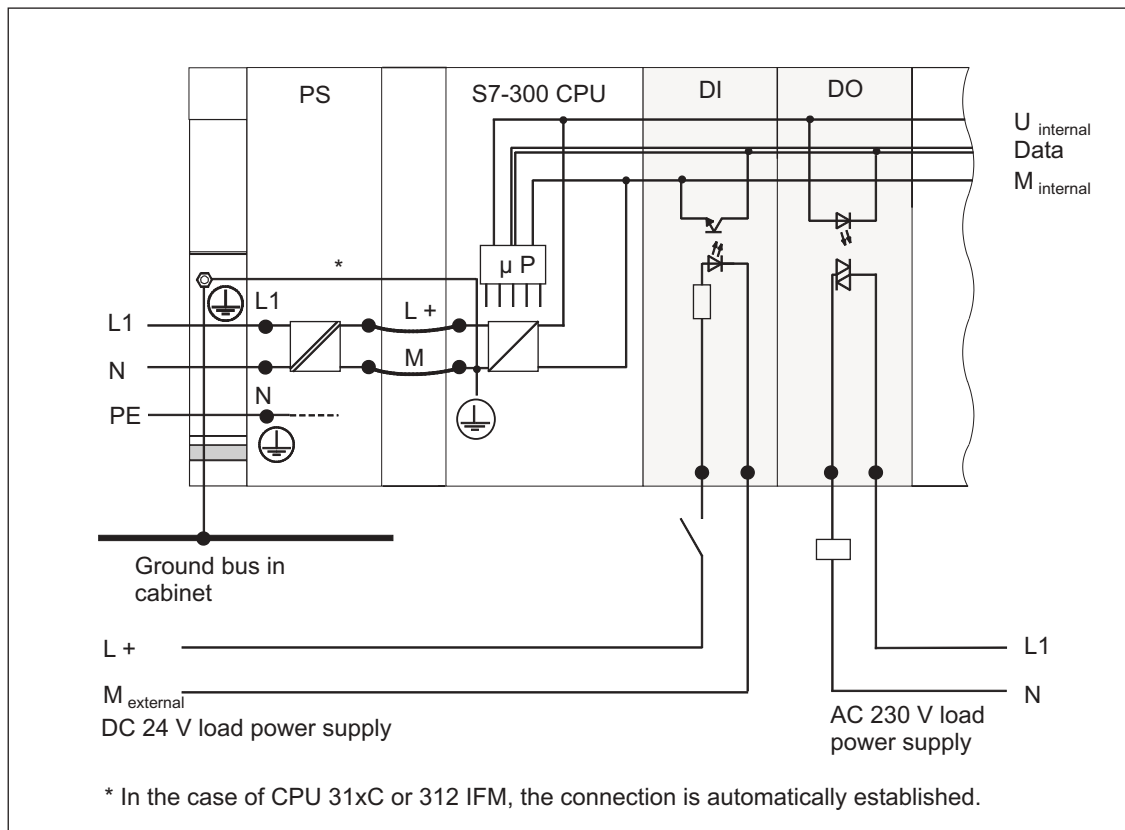 PS
S7-300 CPU
DI
DO
U internal
Data
M internal
*
μ P
L1
L +
L1
N
M
N
PE
Ground bus in
cabinet
L +
L1
M external
N
DC 24 V load power supply
AC 230 V load
power supply
* In the case of CPU 31xC or 312 IFM, the connection is automatically established.